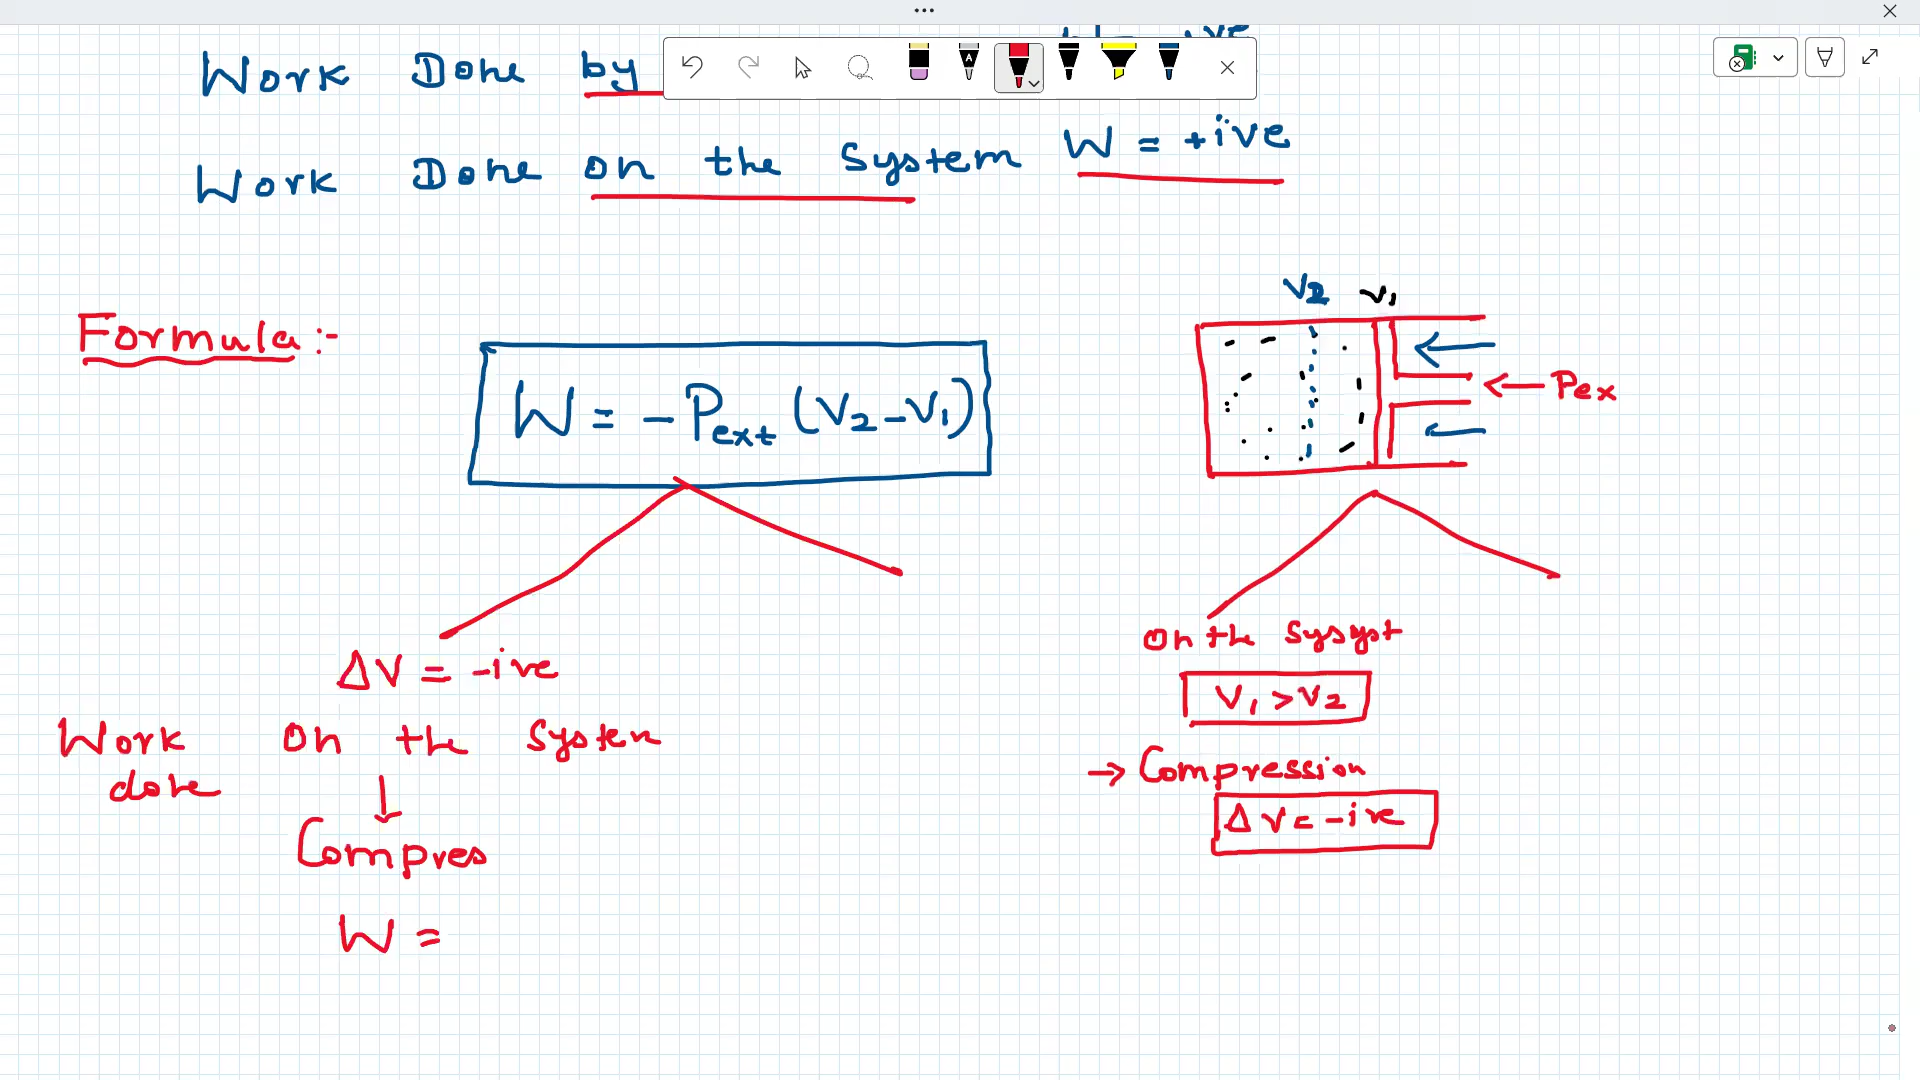 Work Done by
Work Done on the System W = +ive
Formula :-
W = -Pext (V2 - V1)
V2 V1
← Pex
ΔV = -ive
Work done on the System
Compres
W =
on the Sysyst
V1 > V2
→ Compression
ΔV = -ive